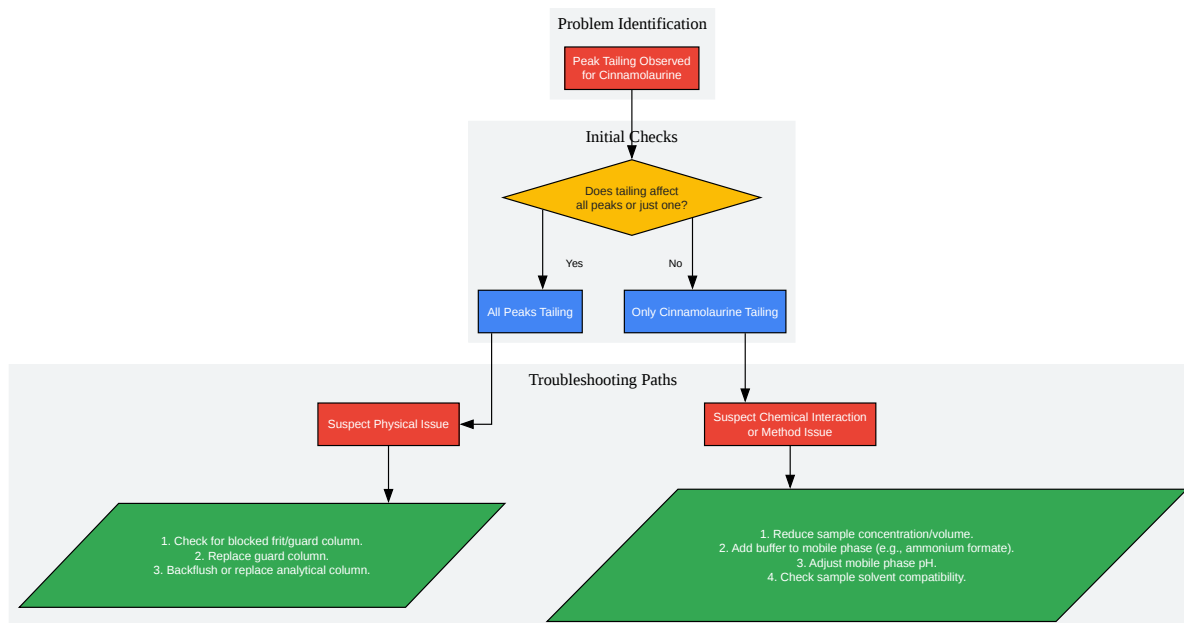 Problem Identification
Peak Tailing Observed
for Cinnamolaurine
Initial Checks
Does tailing affect
all peaks or just one?
Yes
No
All Peaks Tailing
Only Cinnamolaurine Tailing
Troubleshooting Paths
Suspect Physical Issue
Suspect Chemical Interaction
or Method Issue
1. Check for blocked frit/guard column.
2. Replace guard column.
3. Backflush or replace analytical column.
1. Reduce sample concentration/volume.
2. Add buffer to mobile phase (e.g., ammonium formate).
3. Adjust mobile phase pH.
4. Check sample solvent compatibility.